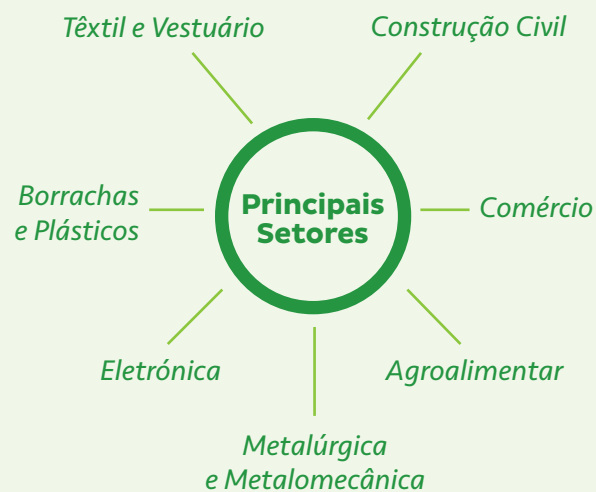 Têxtil e Vestuário
Construção Civil
Borrachas
e Plásticos
Principais
Setores
Comércio
Eletrónica
Agroalimentar
Metalúrgica
e Metalomecânica